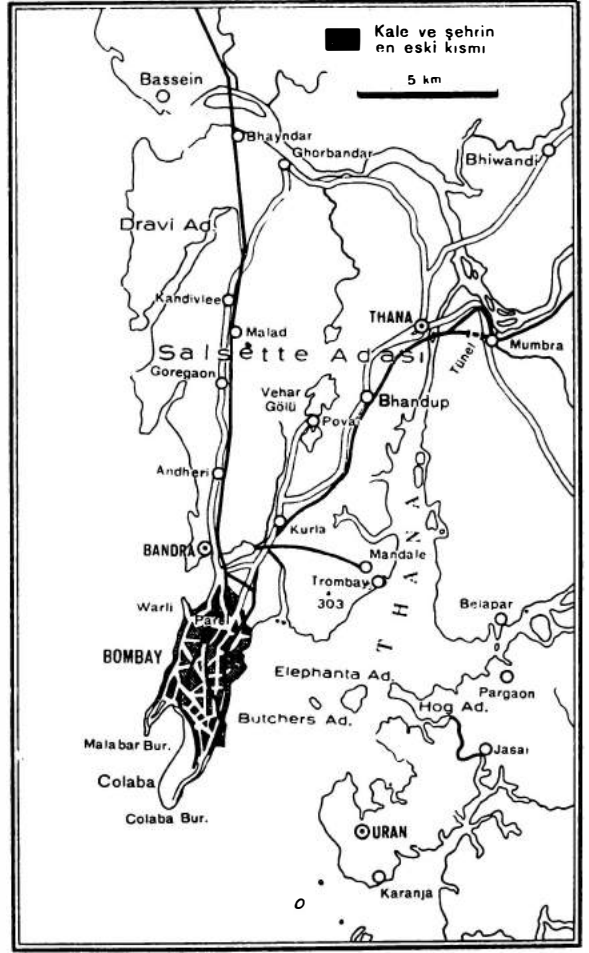 Kale ve şehrin
en eski kısmı
5 km
Bassein
Bhayndar
Ghorbandar
Bhiwandi
Dravi Ad.
Kandivlee
THANA
Malad
Mumbra
Salsette Adası
Tünel
Goregaon
Vehar
Gölü
Bhandup
Povai
Andheri
THANA
Kurla
BANDRA
Mandale
Trombay
303
Warli
Parel
Belapar
BOMBAY
Elephanta Ad.
Pargaon
Hog Ad.
Butchers Ad.
Malabar Bur.
Jasai
Colaba
Colaba Bur.
URAN
Karanja